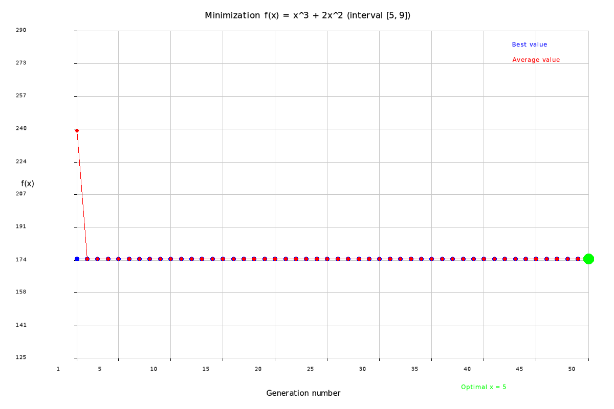 Minimization f(x) = x^3 + 2x^2 (interval [5, 9])
290
Best value
Average value
273
257
240
224
f(x)
207
191
174
158
141
125
1 5 10 15 20 25 30 35 40 45 50
Optimal x = 5
Generation number